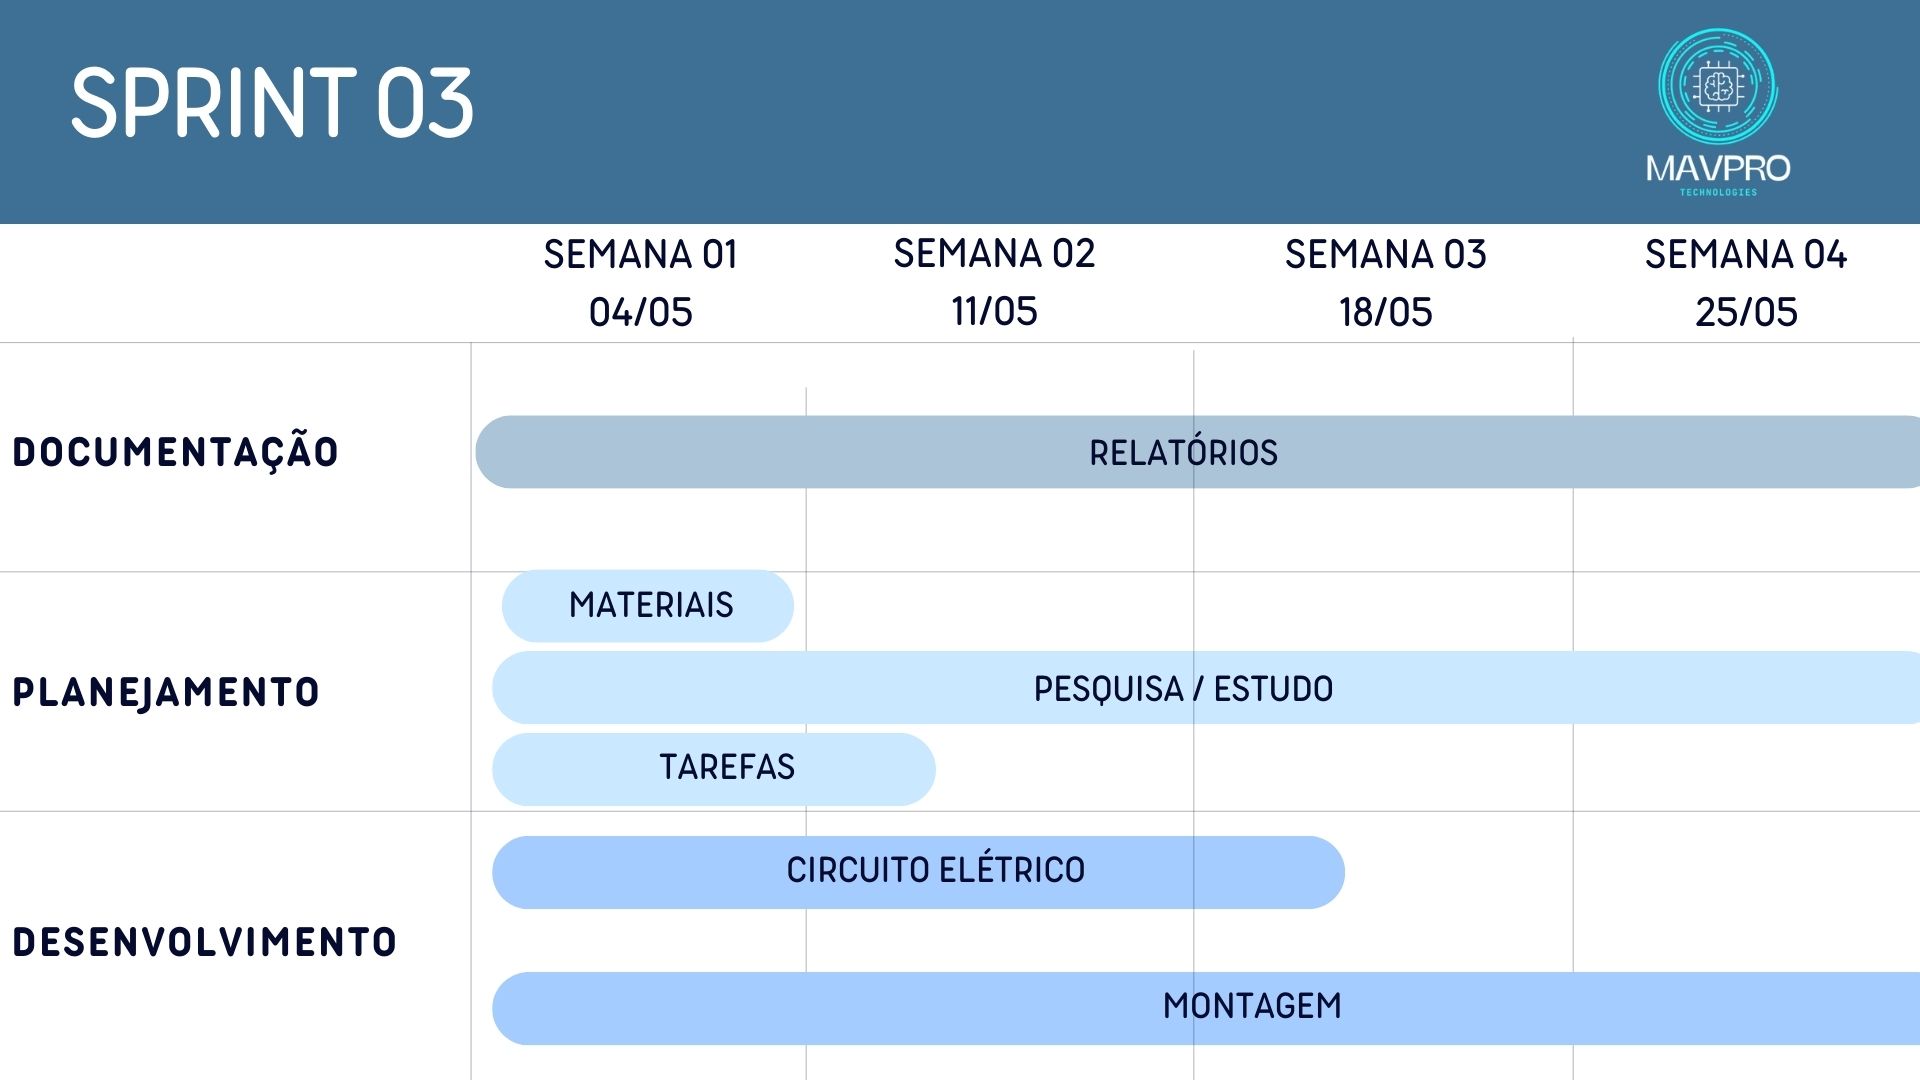 SPRINT 03
MAVPRO
TECHNOLOGIES
SEMANA 01
04/05
SEMANA 02
11/05
SEMANA 03
18/05
SEMANA 04
25/05
DOCUMENTAÇÃO
RELATÓRIOS
PLANEJAMENTO
MATERIAIS
PESQUISA / ESTUDO
TAREFAS
DESENVOLVIMENTO
CIRCUITO ELÉTRICO
MONTAGEM